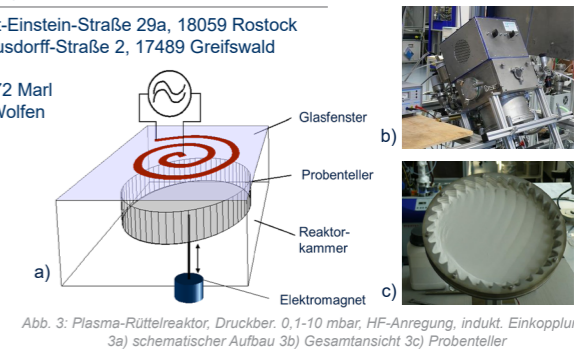 -Einstein-Straße 29a, 18059 Rostock
usdorff-Straße 2, 17489 Greifswald
72 Marl
Wolfen
Glasfenster
Probenteller
Reaktor-
kammer
Elektromagnet
a)
b)
c)
Abb. 3: Plasma-Rüttelreaktor, Druckber. 0,1-10 mbar, HF-Anregung, indukt. Einkopplun
3a) schematischer Aufbau 3b) Gesamtansicht 3c) Probenteller